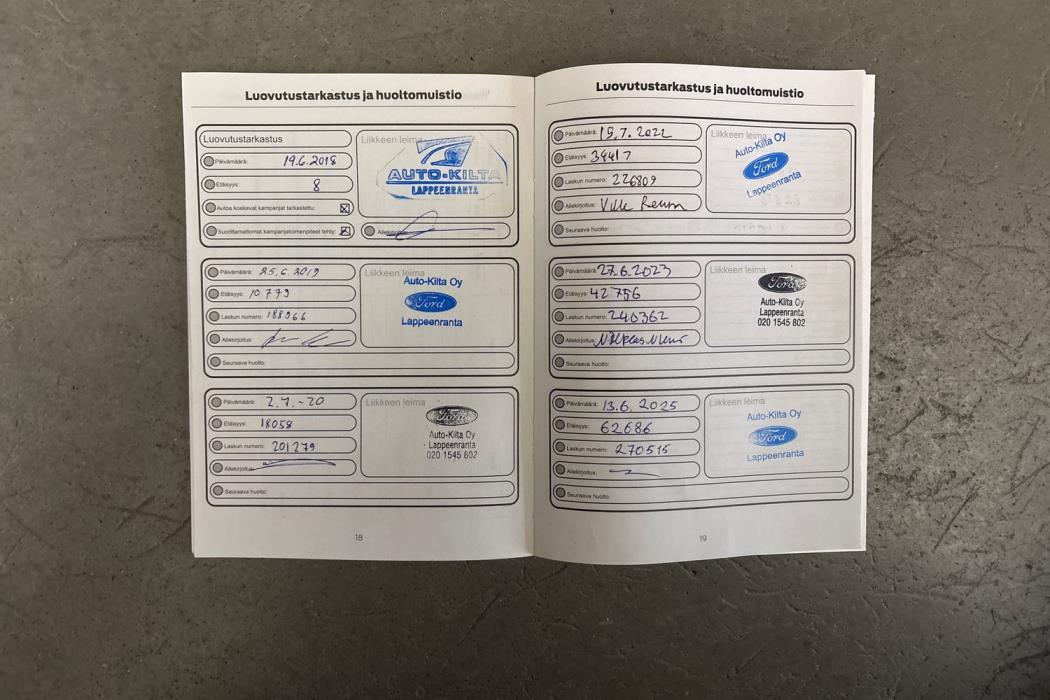 Luovutustarkastus ja huoltomuistio
Luovutustarkastus
Päivämäärä: 19.6.2018
Etäisyys: 8
Autoa koskevat kampanjat tarkastettu: ☒
Suorittamattomat kampanjatoimenpiteet tehty: ☒
Liikkeen leima
AUTO-KILTA
LAPPEENRANTA
Allekirjoitus:
Päivämäärä: 25.6.2019
Etäisyys: 10779
Laskun numero: 188966
Allekirjoitus:
Seuraava huolto:
Liikkeen leima
Auto-Kilta Oy
Ford
Lappeenranta
Päivämäärä: 2.9.-20
Etäisyys: 18058
Laskun numero: 201279
Allekirjoitus:
Seuraava huolto:
Liikkeen leima
Ford
Auto-Kilta Oy
Lappeenranta
020 1545 802
18
Luovutustarkastus ja huoltomuistio
Päivämäärä: 15.7.2022
Etäisyys: 34417
Laskun numero: 226809
Allekirjoitus: Ville
Seuraava huolto:
Liikkeen leima
Auto-Kilta Oy
Ford
Lappeenranta
Päivämäärä: 27.6.2023
Etäisyys: 42756
Laskun numero: 240362
Allekirjoitus:
Seuraava huolto:
Liikkeen leima
Ford
Auto-Kilta Oy
Lappeenranta
020 1545 802
Päivämäärä: 13.6.2025
Etäisyys: 62686
Laskun numero: 270515
Allekirjoitus:
Seuraava huolto:
Liikkeen leima
Auto-Kilta Oy
Ford
Lappeenranta
19